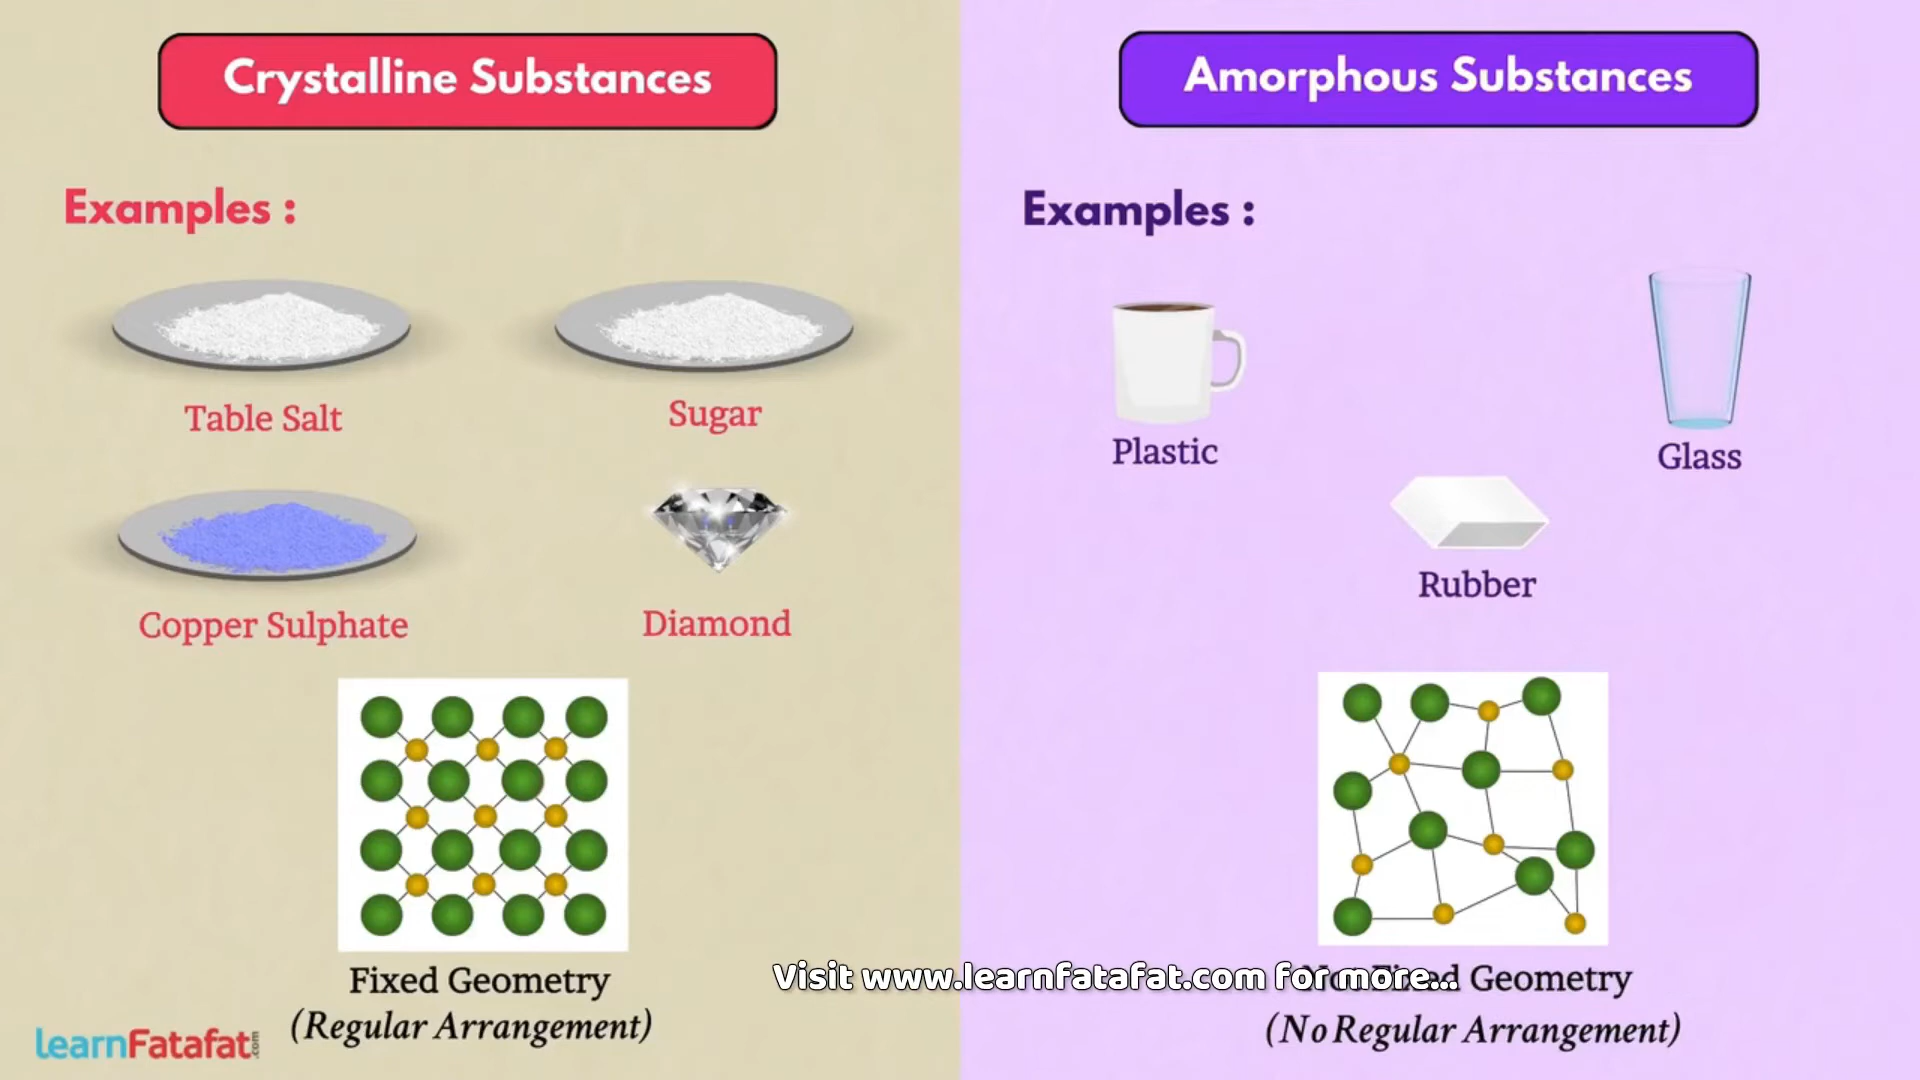 Crystalline Substances
Examples :
Table Salt
Sugar
Copper Sulphate
Diamond
Fixed Geometry
(Regular Arrangement)
learnFatafat.com
Amorphous Substances
Examples :
Plastic
Glass
Rubber
Geometry
(No Regular Arrangement)
Visit www.learnfatafat.com for more...